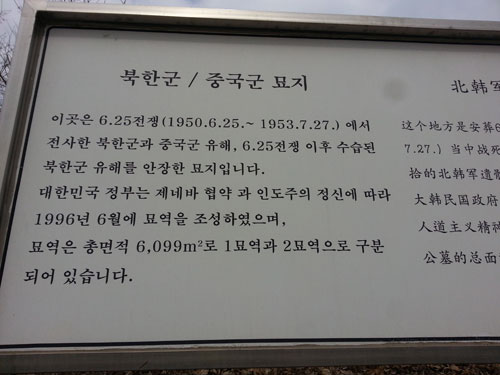 북한군 / 중국군 묘지
이곳은 6.25전쟁(1950.6.25.~ 1953.7.27.) 에서
전사한 북한군과 중국군 유해, 6.25전쟁 이후 수습된
북한군 유해를 안장한 묘지입니다.
대한민국 정부는 제네바 협약 과 인도주의 정신에 따라
1996년 6월에 묘역을 조성하였으며,
묘역은 총면적 6,099m²로 1묘역과 2묘역으로 구분
되어 있습니다.
北韩军
这个地方是安葬6
7.27.) 当中战死
拾的北韩军遗骸
大韩民国政府
人道主义精神
公墓的总面